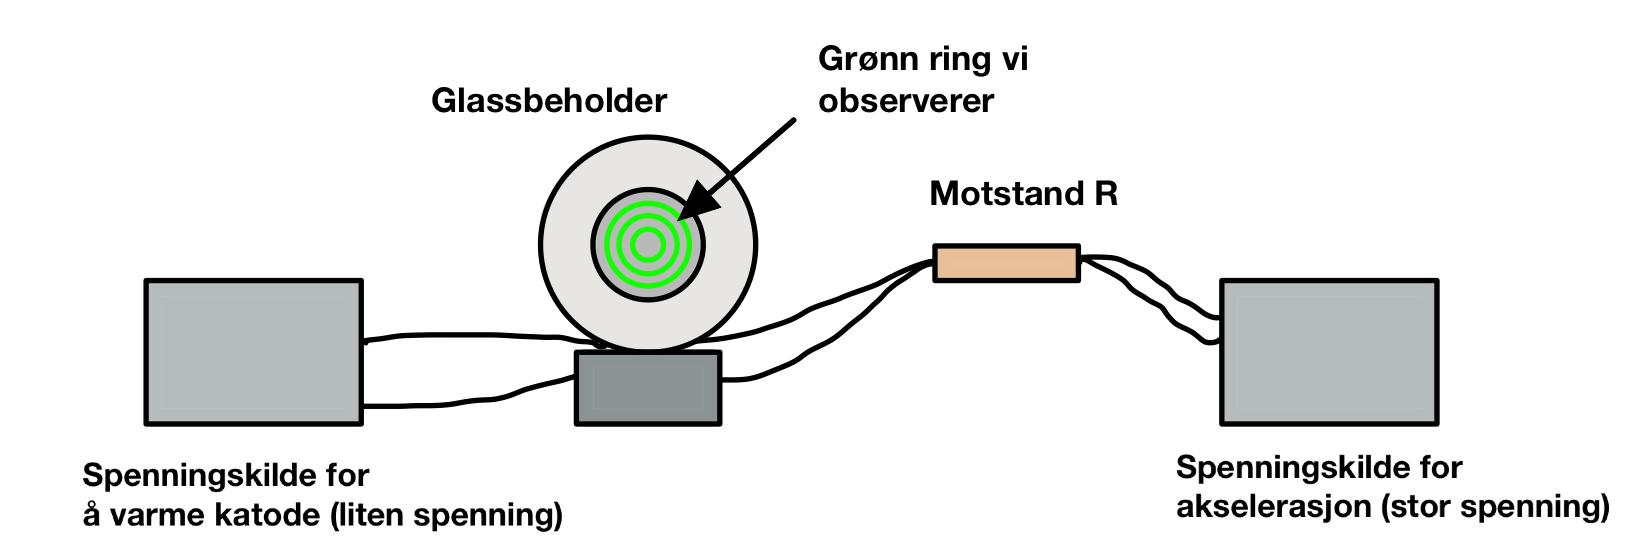 Grønn ring vi
observerer
Glassbeholder
Motstand R
Spenningskilde for
å varme katode (liten spenning)
Spenningskilde for
akselerasjon (stor spenning)